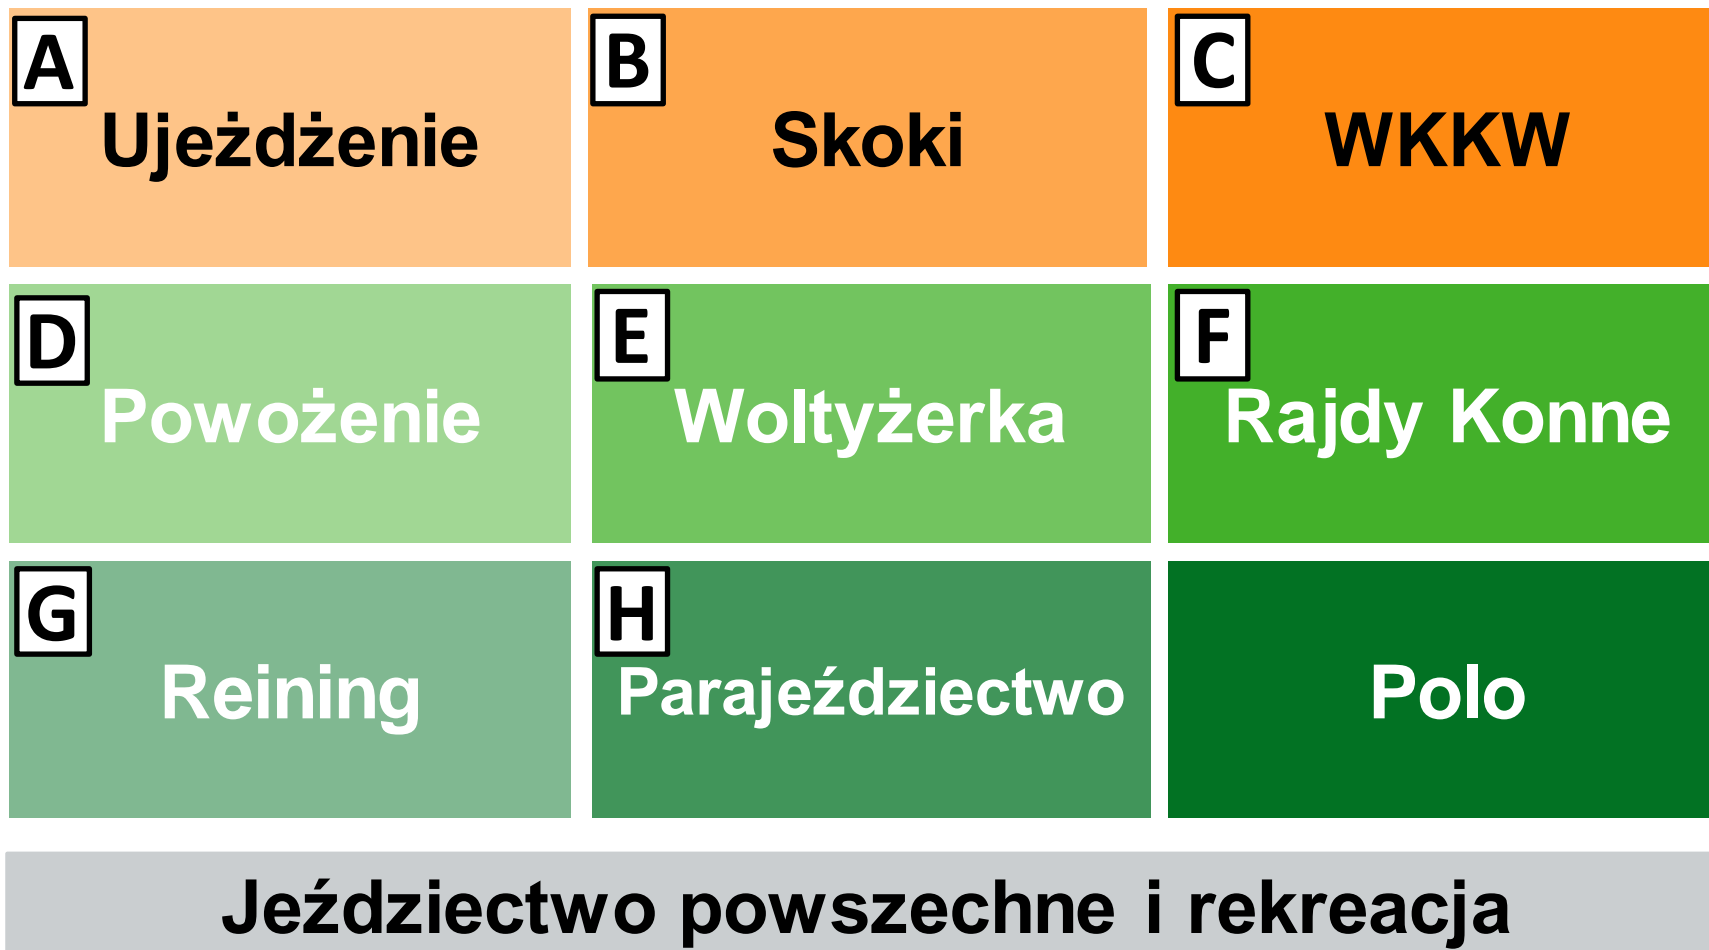 A
Ujeżdżenie
B
Skoki
C
WKKW
D
Powożenie
E
Woltyżerka
F
Rajdy Konne
G
Reining
H
Parajeździectwo
Polo
Jeździectwo powszechne i rekreacja